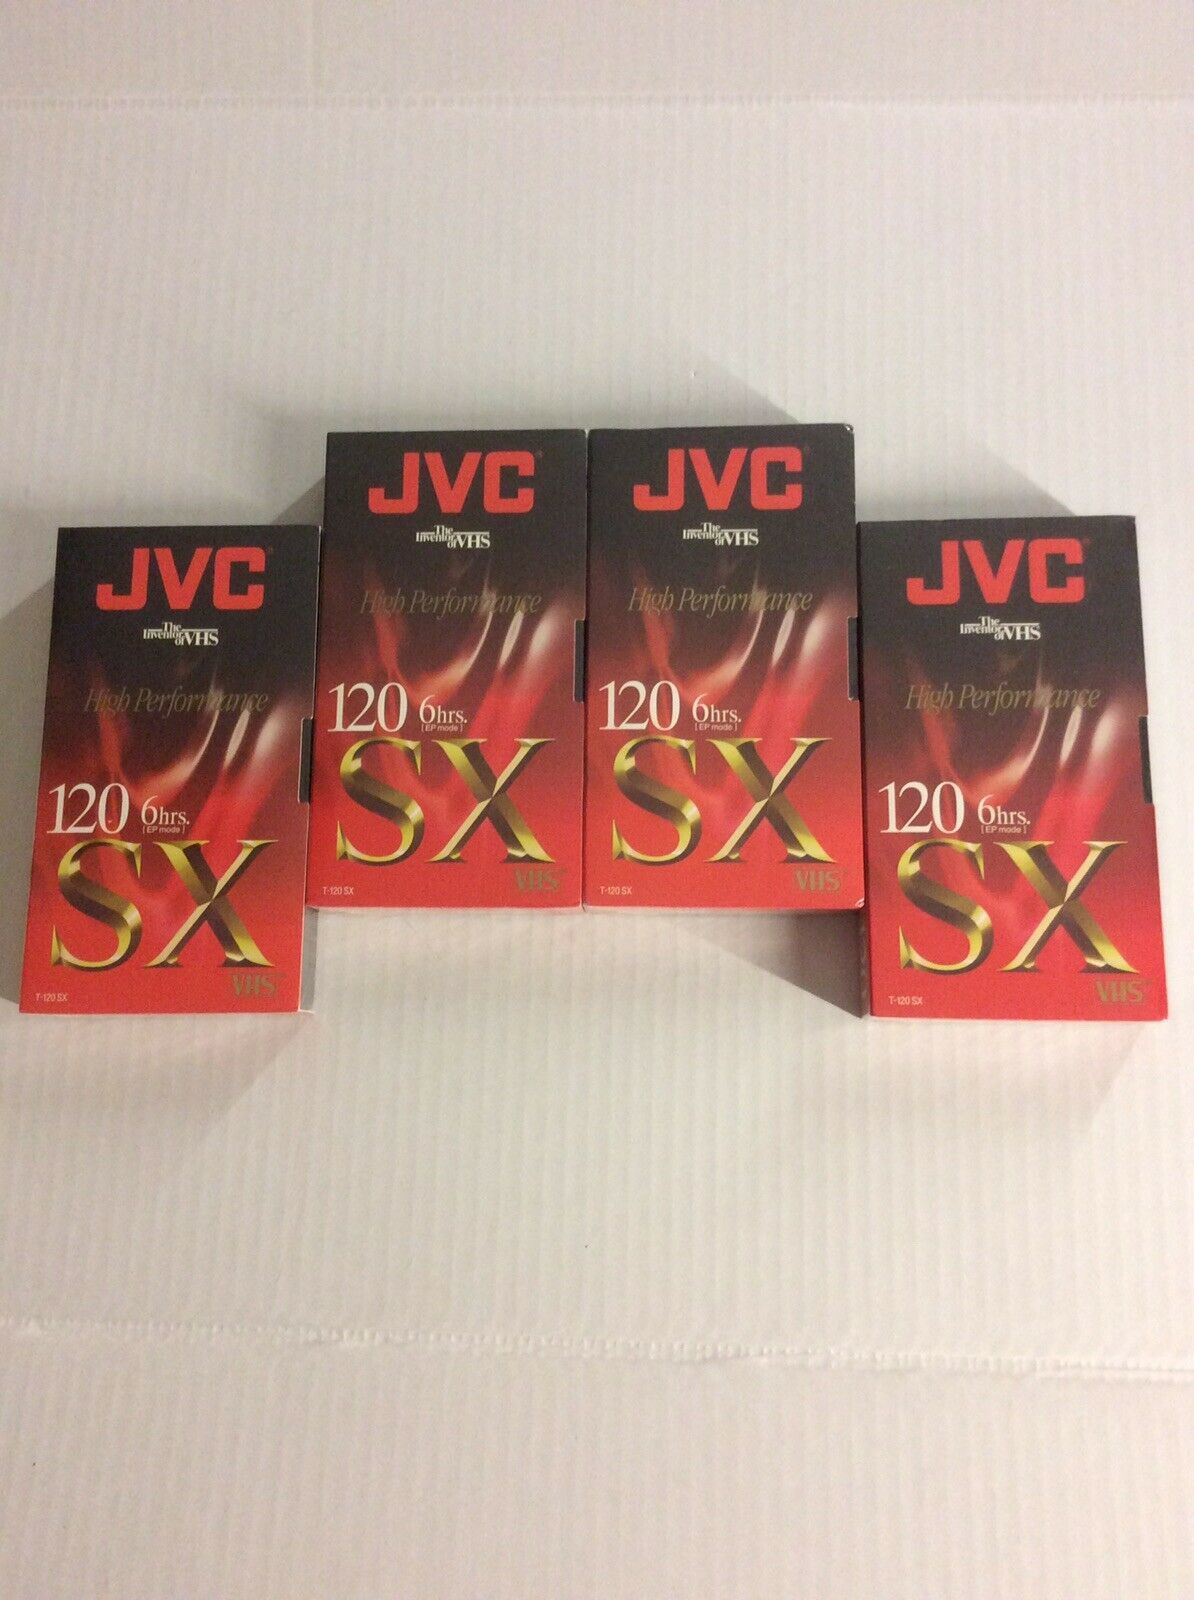 JVC
The
Inventor
of VHS
High Performance
120 6hrs.
[EP mode]
SX
VHS
T-120 SX
JVC
The
Inventor
of VHS
High Performance
120 6hrs.
[EP mode]
SX
VHS
T-120 SX
JVC
The
Inventor
of VHS
High Performance
120 6hrs.
[EP mode]
SX
VHS
T-120 SX
JVC
The
Inventor
of VHS
High Performance
120 6hrs.
[EP mode]
SX
VHS
T-120 SX